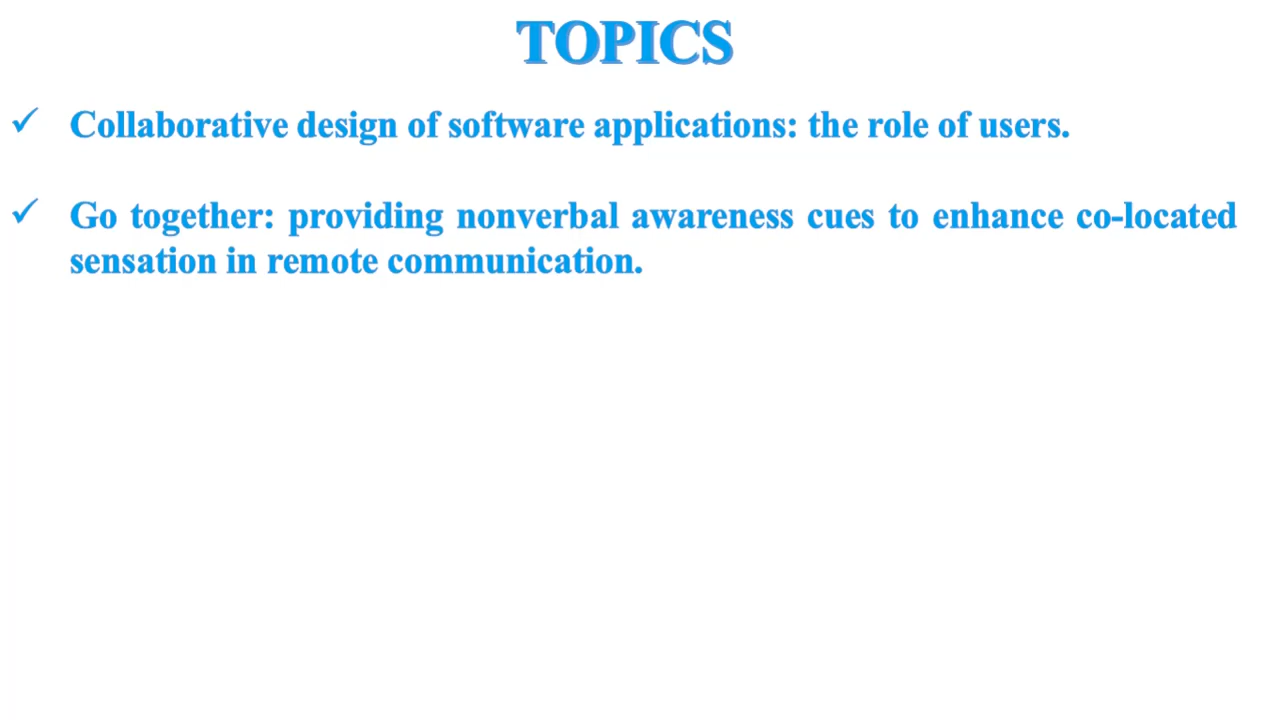 TOPICS
✓ Collaborative design of software applications: the role of users.
✓ Go together: providing nonverbal awareness cues to enhance co-located
sensation in remote communication.